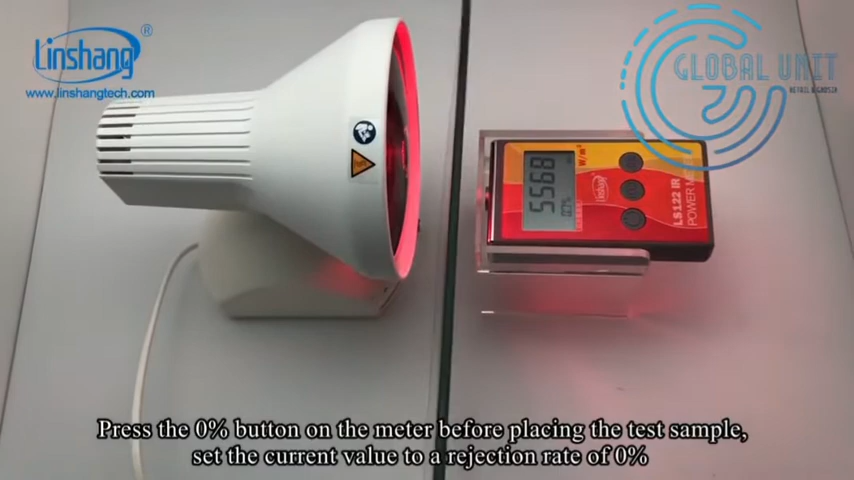 Linshang®
www.linshangtech.com
GLOBAL UNIT
5568
W/m²
Linshang
LS122 IR
POWER METER
Press the 0% button on the meter before placing the test sample,
set the current value to a rejection rate of 0%